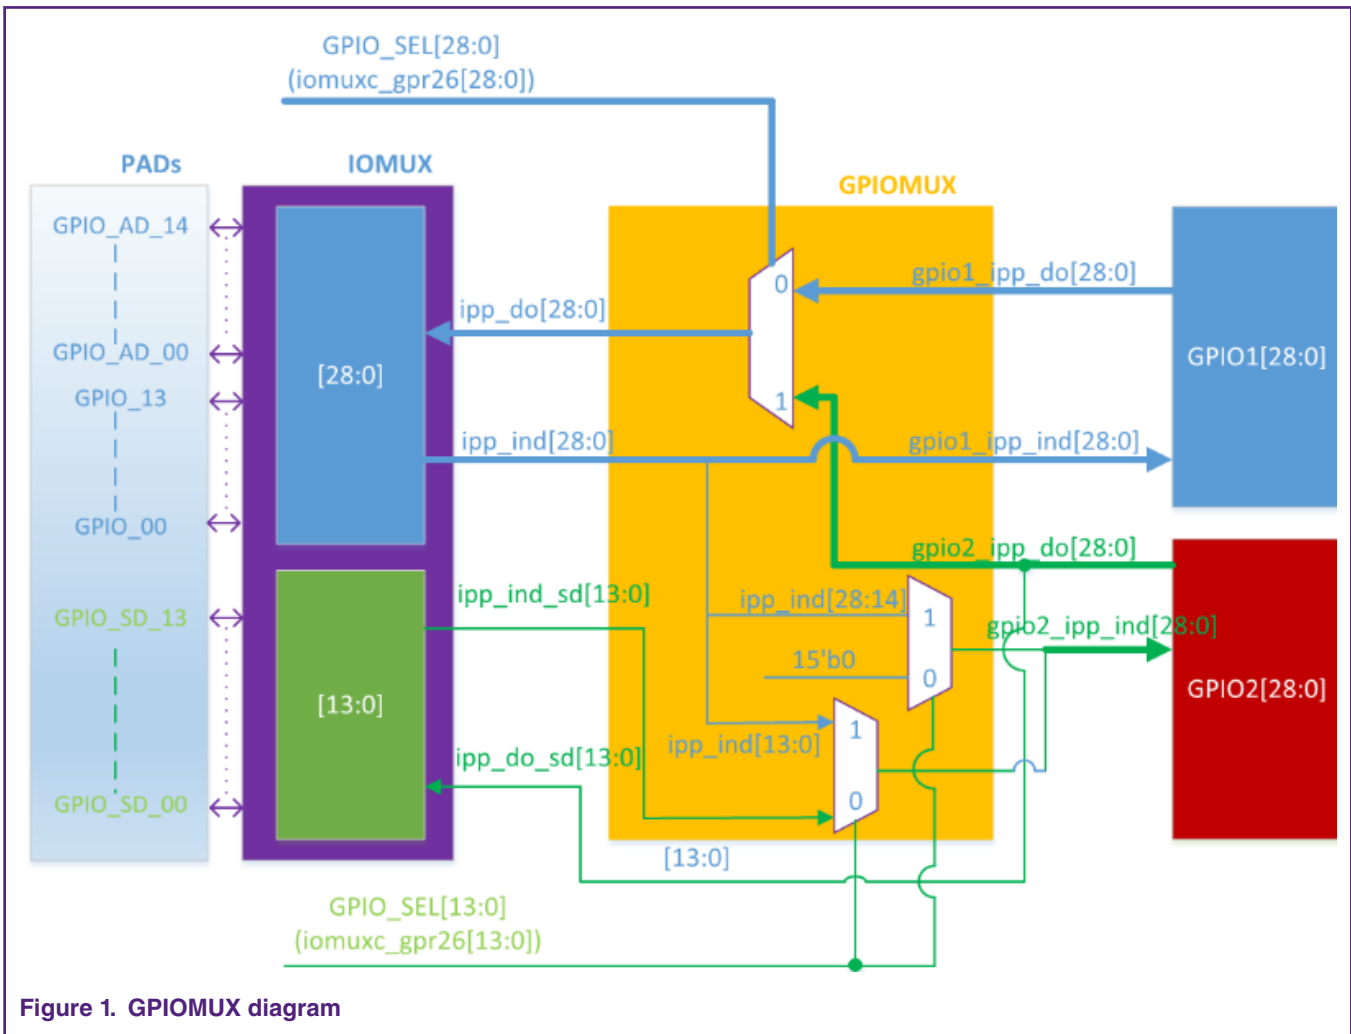 GPIO_SEL[28:0]
(iomuxc_gpr26[28:0])
PADs
IOMUX
GPIOMUX
GPIO_AD_14
GPIO_AD_00
GPIO_13
GPIO_00
GPIO_SD_13
GPIO_SD_00
[28:0]
[13:0]
ipp_do[28:0]
ipp_ind[28:0]
ipp_ind_sd[13:0]
ipp_do_sd[13:0]
0
1
gpio1_ipp_do[28:0]
gpio1_ipp_ind[28:0]
gpio2_ipp_do[28:0]
ipp_ind[28:14]
1
gpio2_ipp_ind[28:0]
15'b0
0
ipp_ind[13:0]
1
0
[13:0]
GPIO1[28:0]
GPIO2[28:0]
GPIO_SEL[13:0]
(iomuxc_gpr26[13:0])
Figure 1. GPIOMUX diagram